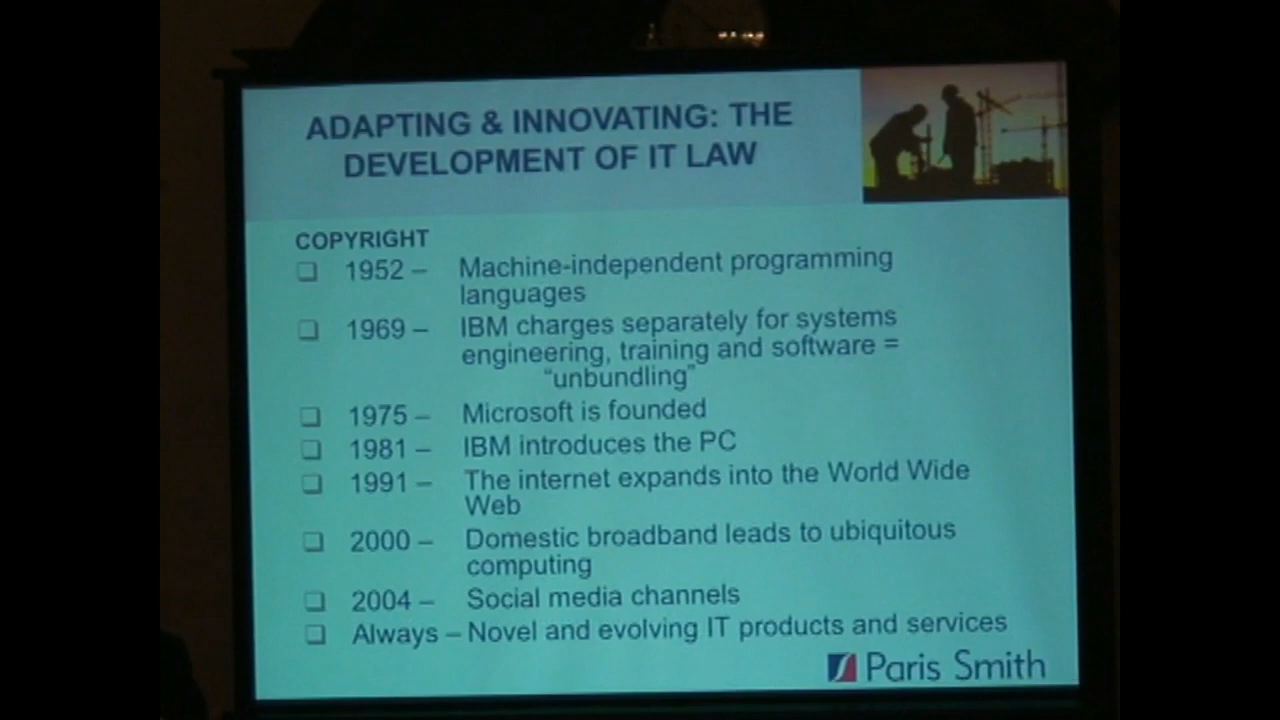 ADAPTING & INNOVATING: THE
DEVELOPMENT OF IT LAW
COPYRIGHT
❑ 1952 – Machine-independent programming
languages
❑ 1969 – IBM charges separately for systems
engineering, training and software =
“unbundling”
❑ 1975 – Microsoft is founded
❑ 1981 – IBM introduces the PC
❑ 1991 – The internet expands into the World Wide
Web
❑ 2000 – Domestic broadband leads to ubiquitous
computing
❑ 2004 – Social media channels
❑ Always – Novel and evolving IT products and services
Paris Smith